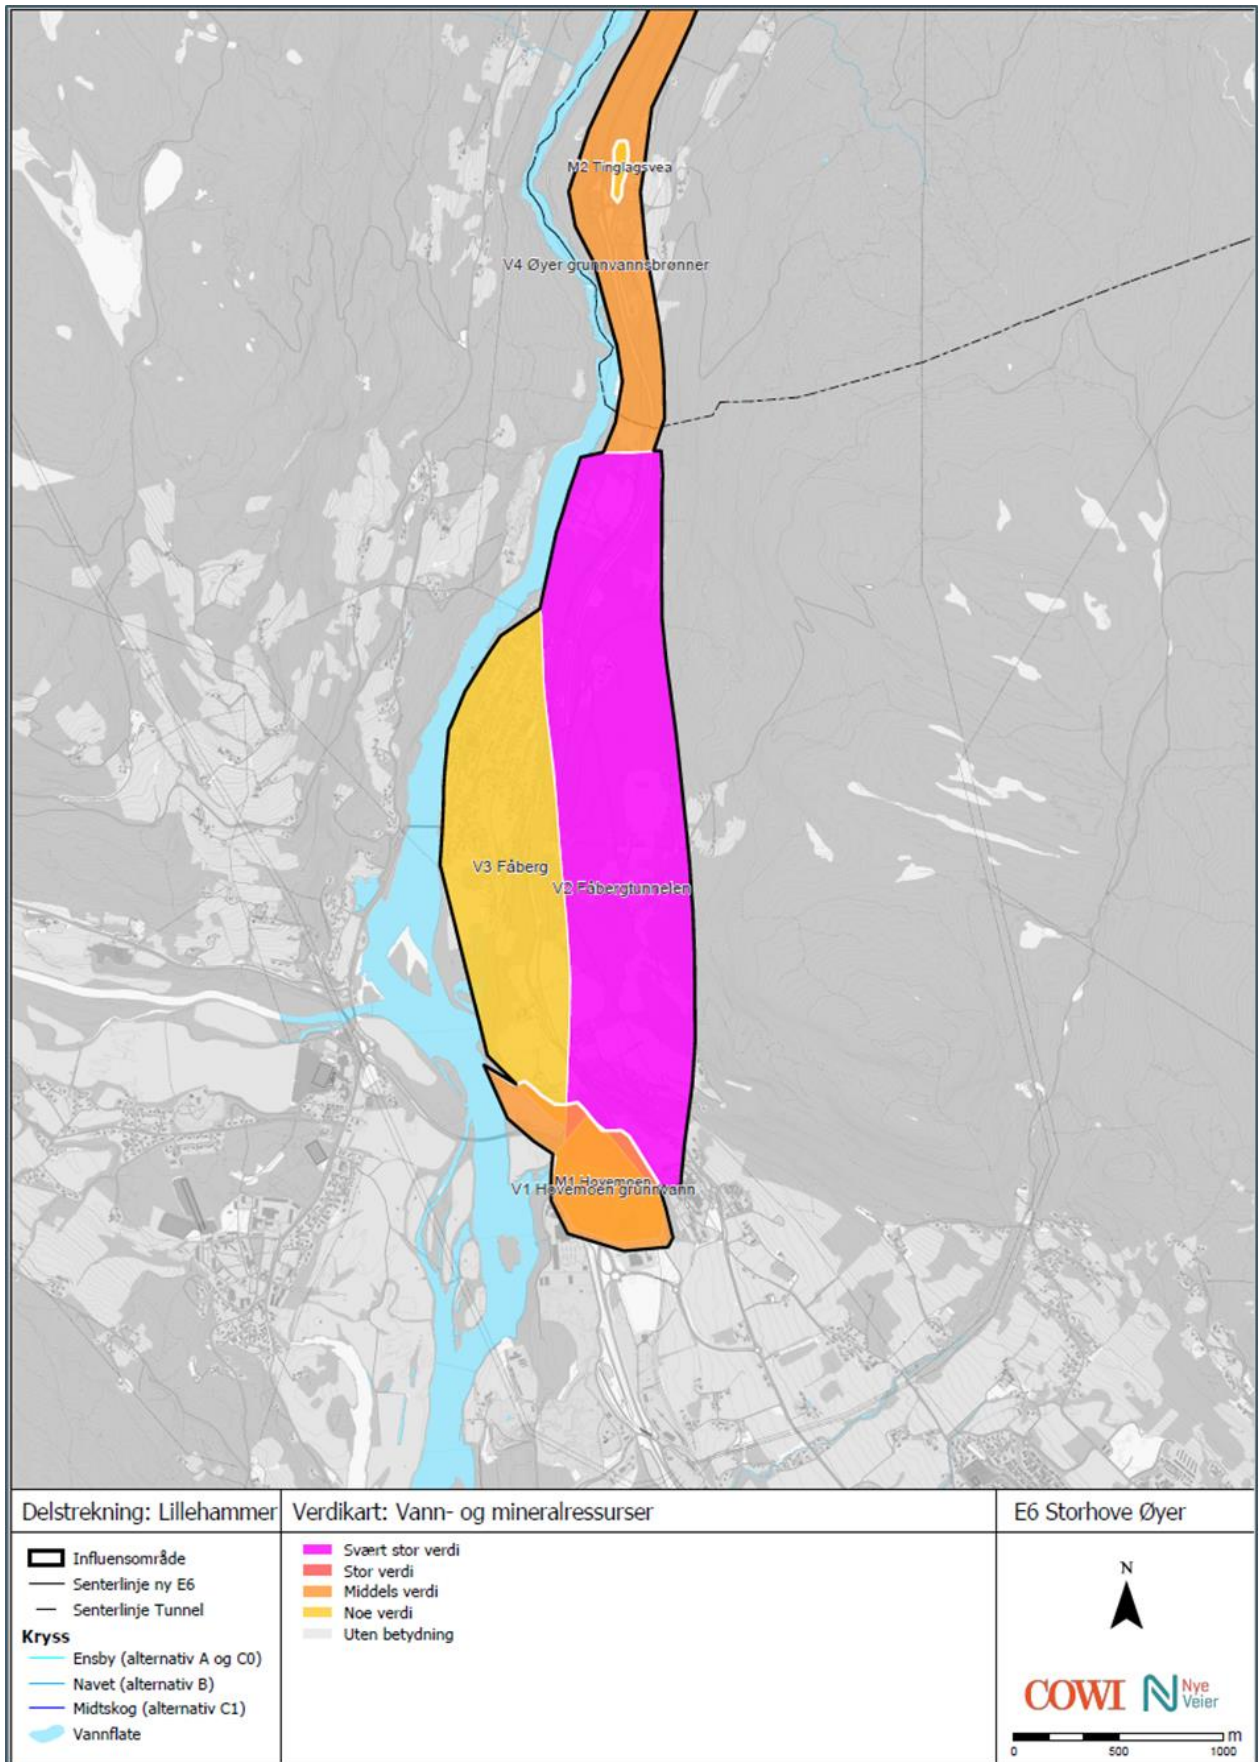 M2 Tinglagsvea
V4 Øyer grunnvannsbrønner
V3 Fåberg
V2 Fåbergtunnelen
M1 Hovemoen
V1 Hovemoen grunnvann
Delstrekning: Lillehammer
Verdikart: Vann- og mineralressurser
E6 Storhove Øyer
Influensområde
Senterlinje ny E6
Senterlinje Tunnel
Kryss
Ensby (alternativ A og C0)
Navet (alternativ B)
Midtskog (alternativ C1)
Vannflate
Svært stor verdi
Stor verdi
Middels verdi
Noe verdi
Uten betydning
N
COWI
Nye
Veier
m
0 500 1000